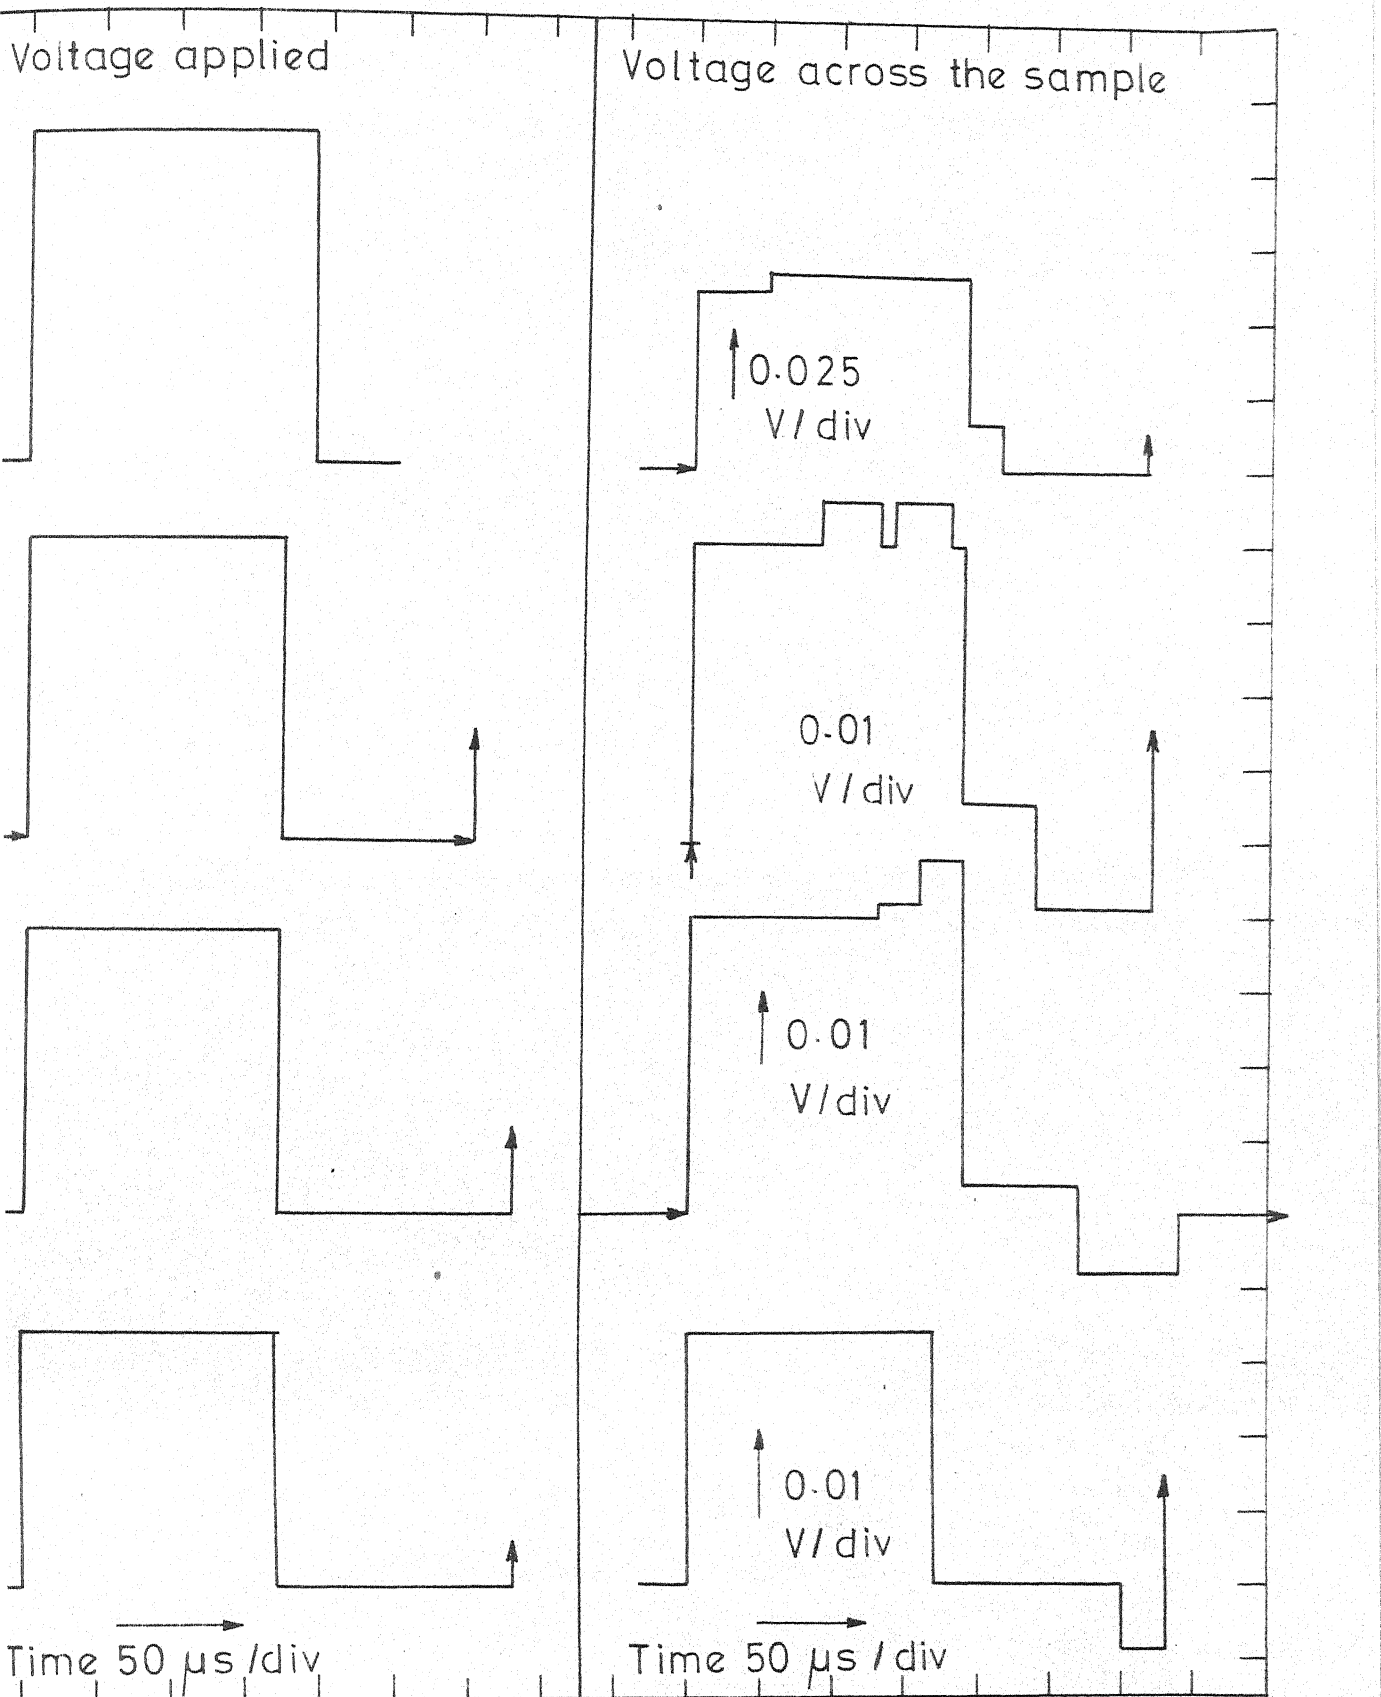 Voltage applied
Voltage across the sample
0.025
V/div
0.01
V/div
0.01
V/div
0.01
V/div
Time 50 µs/div
Time 50 µs/div